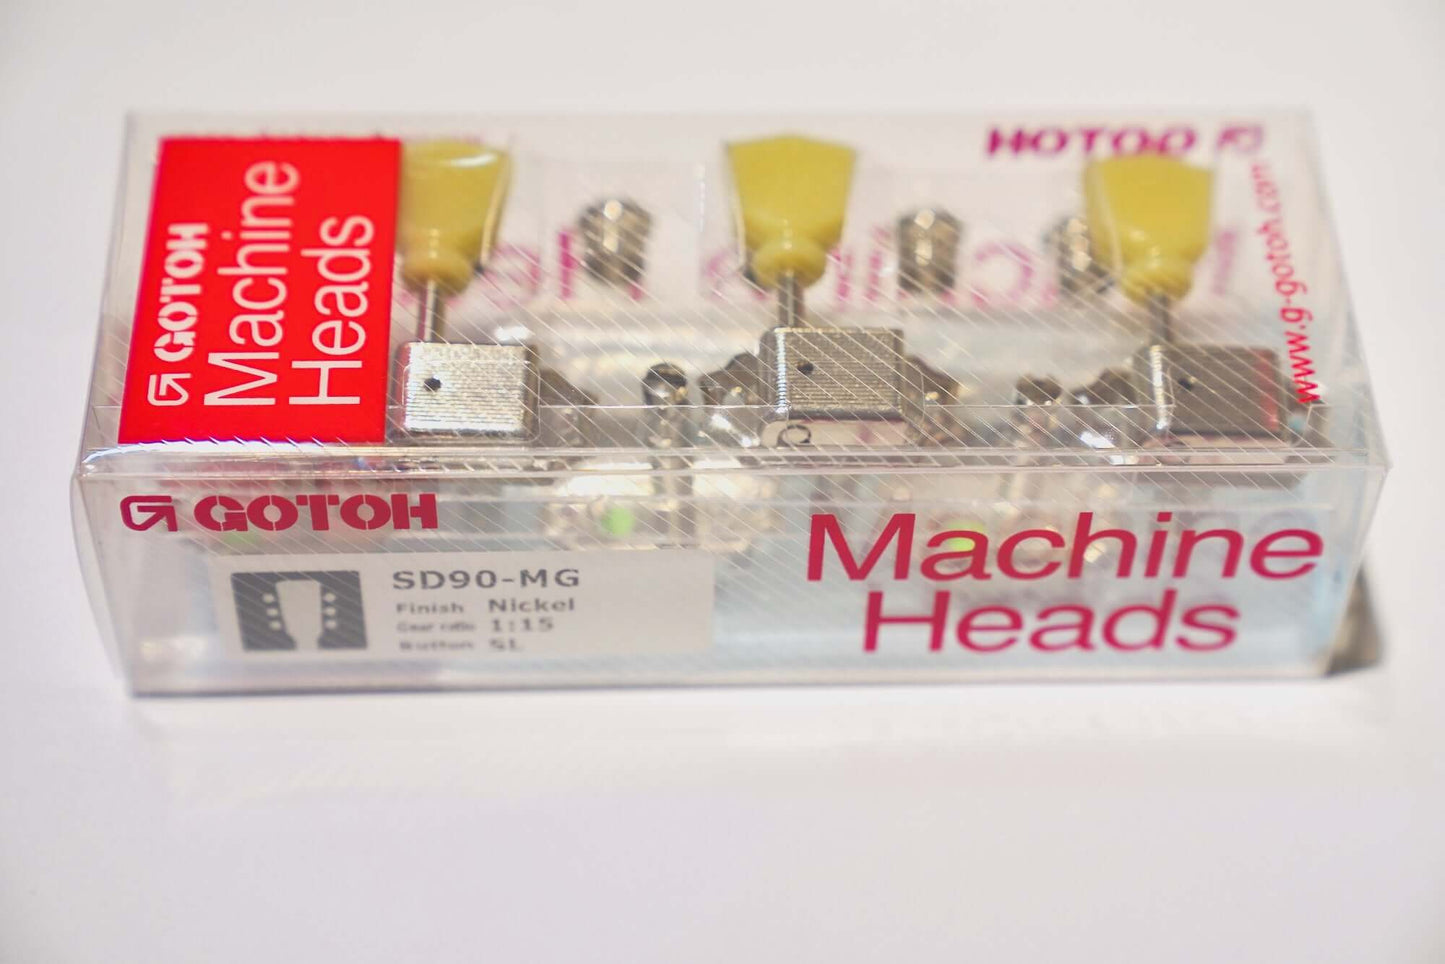 GOTOH
Machine
Heads
HOTOG
www.g-gotoh.com
GOTOH
SD90-MG
Finish Nickel
Gear ratio 1:15
Button SL
Machine
Heads